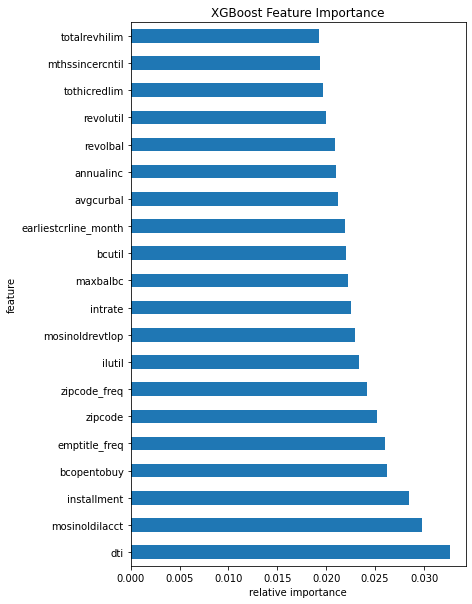 XGBoost Feature Importance
totalrevhilim
mthssincercntil
tothicredlim
revolutil
revolbal
annualinc
avgcurbal
earliestcrline_month
bcutil
maxbalbc
intrate
mosinoldrevtlop
ilutil
zipcode_freq
zipcode
emptitle_freq
bcopentobuy
installment
mosinoldilacct
dti
feature
0.000 0.005 0.010 0.015 0.020 0.025 0.030
relative importance